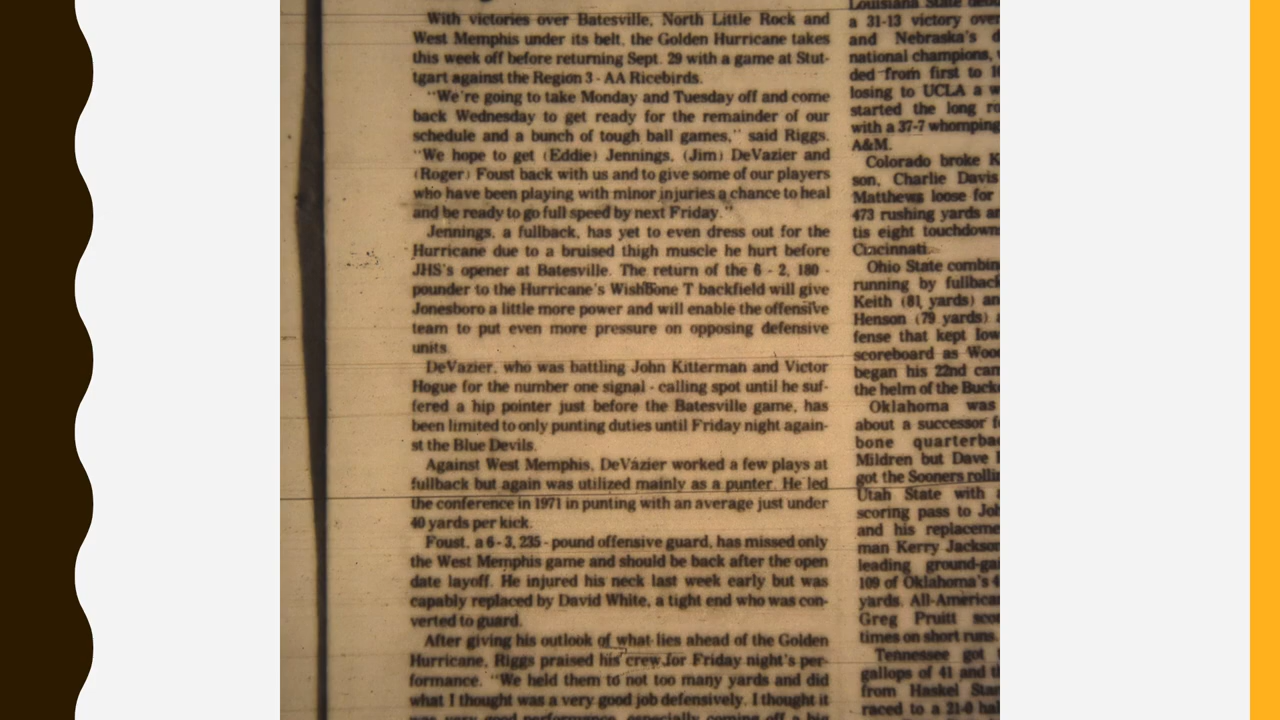 With victories over Batesville, North Little Rock and
West Memphis under its belt, the Golden Hurricane takes
this week off before returning Sept. 29 with a game at Stut-
tgart against the Region 3 - AA Ricebirds.
"We're going to take Monday and Tuesday off and come
back Wednesday to get ready for the remainder of our
schedule and a bunch of tough ball games," said Riggs.
"We hope to get (Eddie) Jennings, (Jim) DeVazier and
(Roger) Foust back with us and to give some of our players
who have been playing with minor injuries a chance to heal
and be ready to go full speed by next Friday."
Jennings, a fullback, has yet to even dress out for the
Hurricane due to a bruised thigh muscle he hurt before
JHS's opener at Batesville. The return of the 6 - 2, 180 -
pounder to the Hurricane's Wishbone T backfield will give
Jonesboro a little more power and will enable the offensive
team to put even more pressure on opposing defensive
units.
DeVazier, who was battling John Kitterman and Victor
Hogue for the number one signal - calling spot until he suf-
fered a hip pointer just before the Batesville game, has
been limited to only punting duties until Friday night again-
st the Blue Devils.
Against West Memphis, DeVazier worked a few plays at
fullback but again was utilized mainly as a punter. He led
the conference in 1971 in punting with an average just under
40 yards per kick.
Foust, a 6 - 3, 235 - pound offensive guard, has missed only
the West Memphis game and should be back after the open
date layoff. He injured his neck last week early but was
capably replaced by David White, a tight end who was con-
verted to guard.
After giving his outlook of what lies ahead of the Golden
Hurricane, Riggs praised his crew for Friday night's per-
formance. "We held them to not too many yards and did
what I thought was a very good job defensively. I thought it
was very good performance, especially coming off a big
Louisiana State
a 31-13 victory over
and Nebraska's
national champions,
ded from first to
losing to UCLA a
started the long
with a 37-7 whomping
A&M.
Colorado broke
son, Charlie Davis
Matthews loose for
473 rushing yards
tis eight touchdown
Cincinnati.
Ohio State
running by fullback
Keith (81 yards)
Henson (79 yards)
fense that kept
scoreboard as
began his 22nd
the helm of the
Oklahoma was
about a successor
bone
Mildren but Dave
got the Sooners
Utah State with
scoring pass to
and his
man Kerry Jackson
leading
109 of Oklahoma's
yards.
Greg Pruitt
times on short runs.
Tennessee got
gallops of 41 and
from Haskel
raced to a 21-0